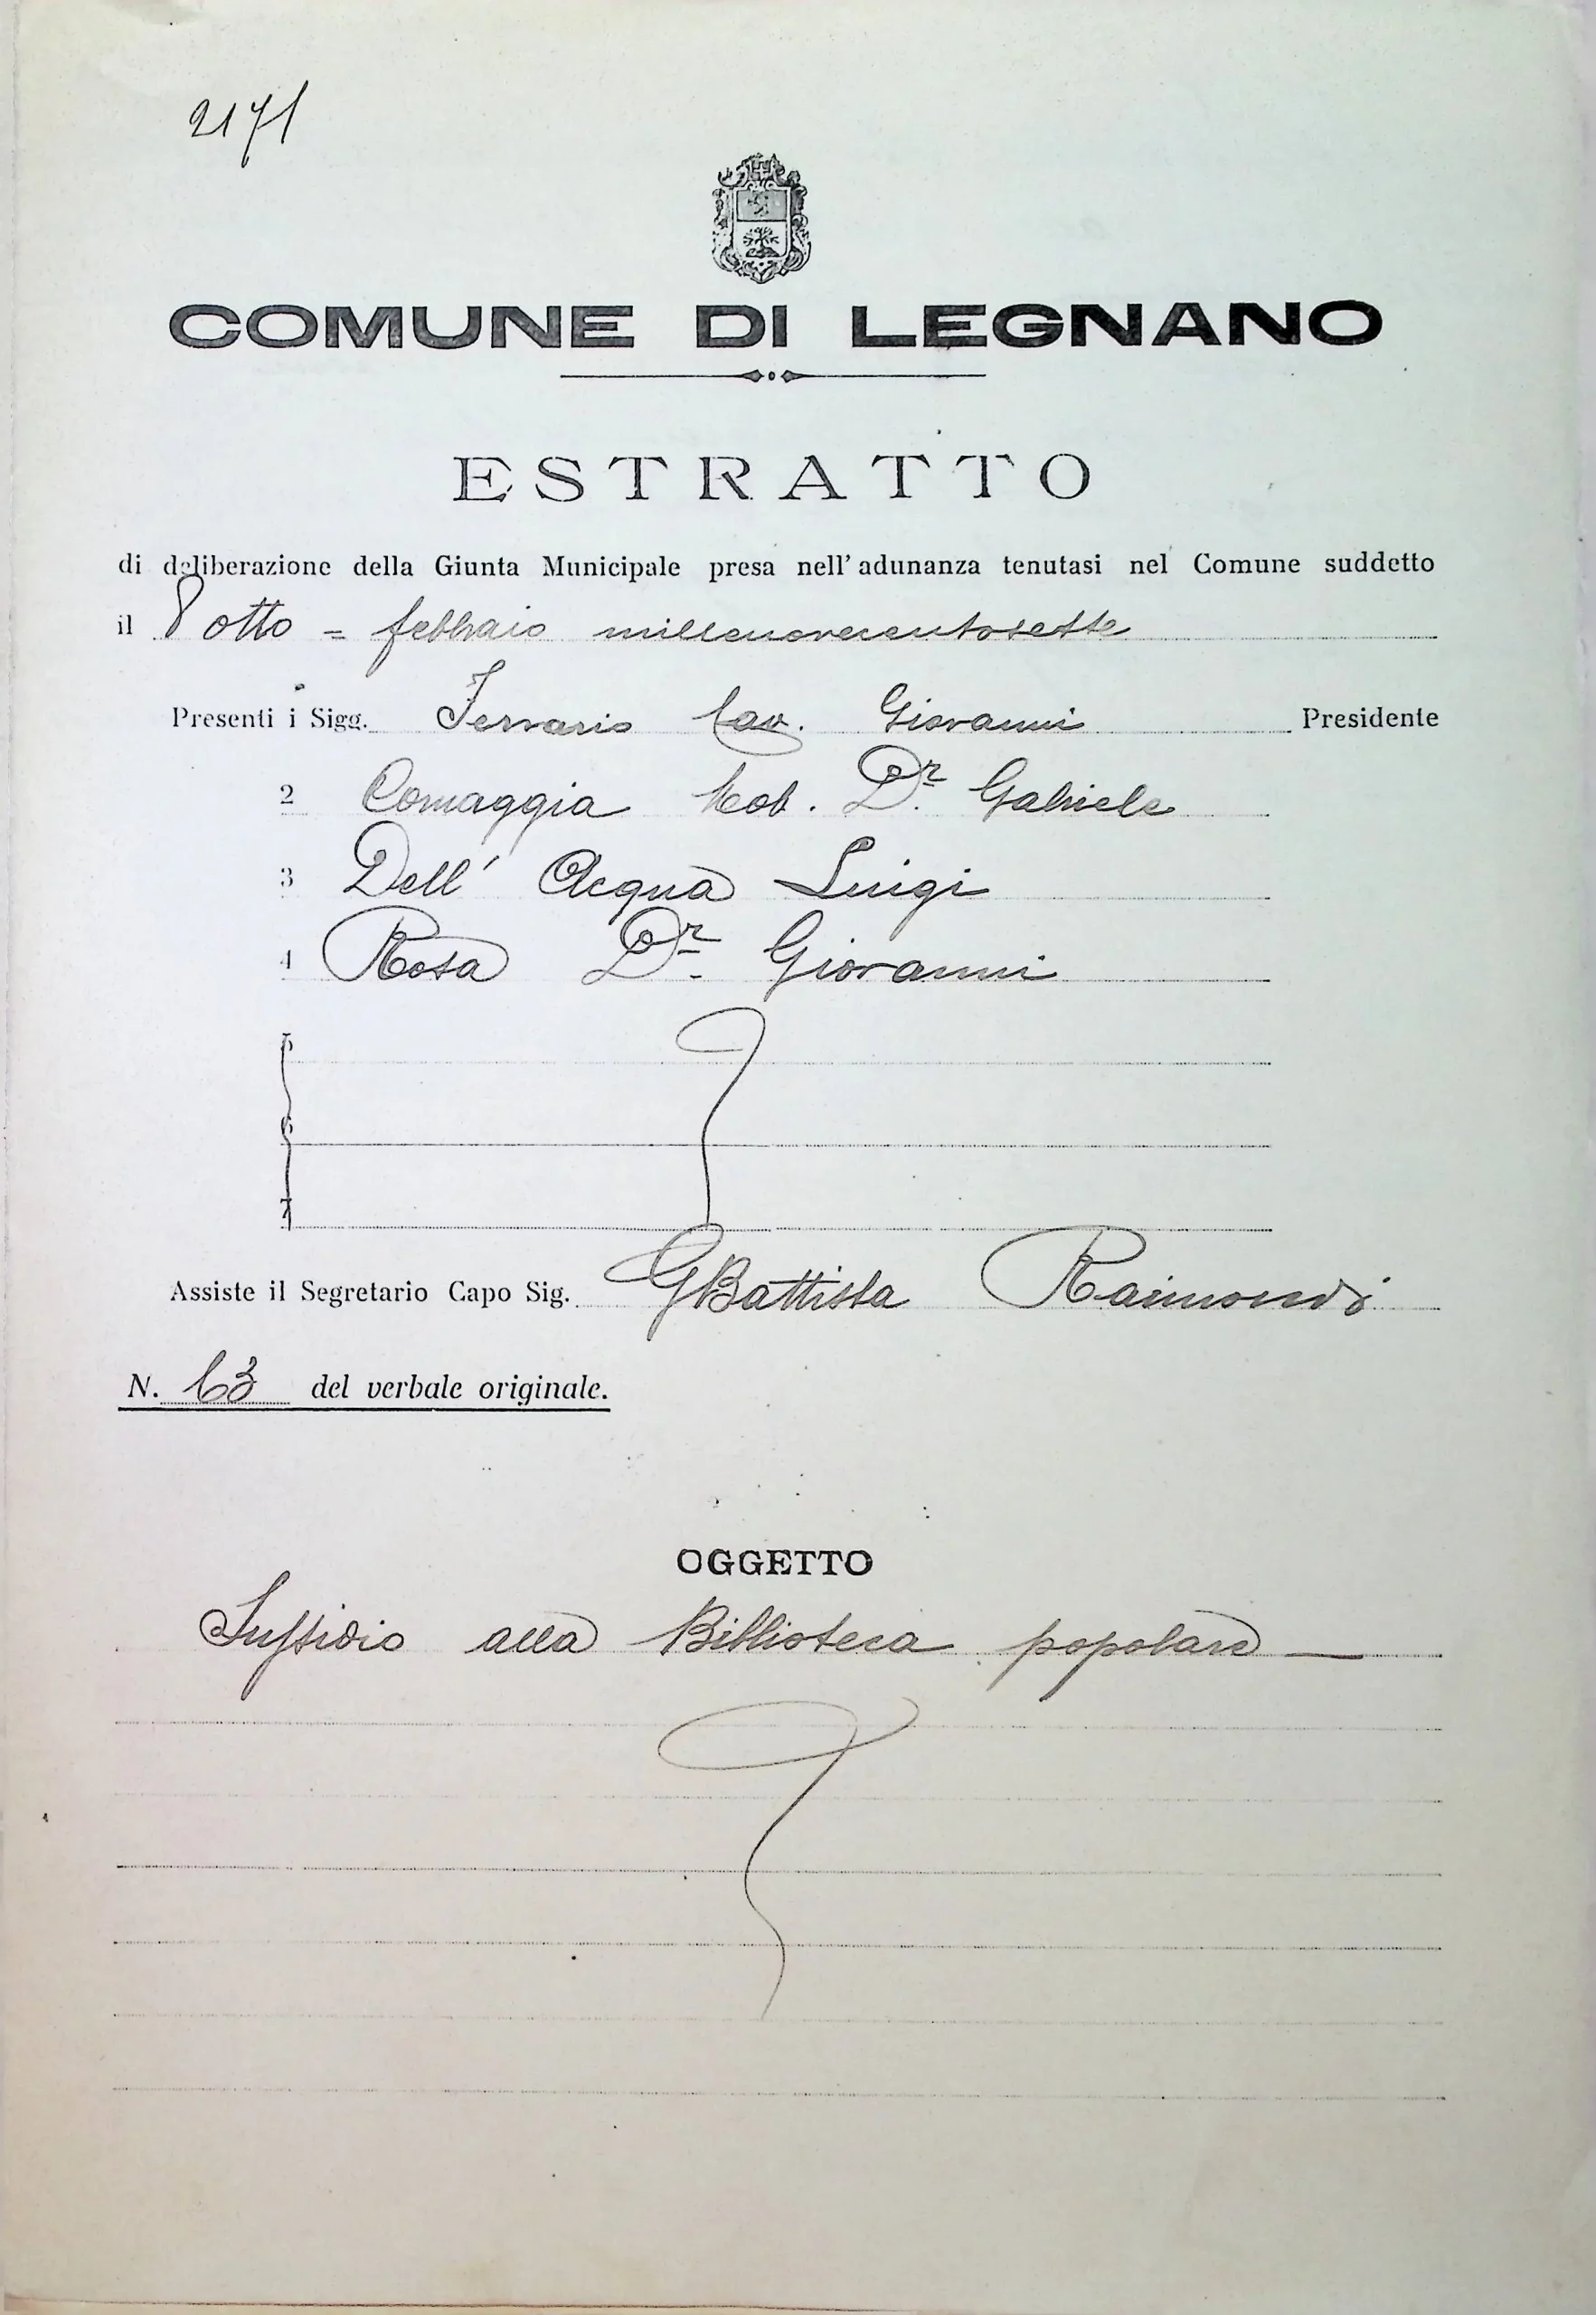 2171
COMUNE DI LEGNANO
ESTRATTO
di deliberazione della Giunta Municipale presa nell'adunanza tenutasi nel Comune suddetto
il 8 otto = febbraio millenovecentosette
Presenti i Sigg. Ferrario Cav. Giovanni Presidente
2 Cornaggia Nob. Dr. Gabriele
3 Dell' Acqua Luigi
4 Rosa Dr. Giovanni
5
6
7
Assiste il Segretario Capo Sig. GBattista Raimondi
N. 63 del verbale originale.
OGGETTO
Sussidio alla Biblioteca popolare